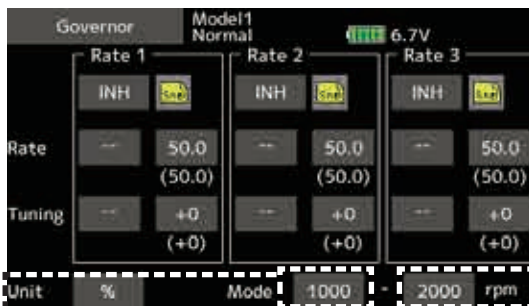 Governor Model1
Normal 6.7V
Rate 1 Rate 2 Rate 3
INH INH INH
Rate -- 50.0 -- 50.0 -- 50.0
(50.0) (50.0) (50.0)
Tuning -- +0 -- +0 -- +0
(+0) (+0) (+0)
Unit % Mode 1000 - 2000 rpm